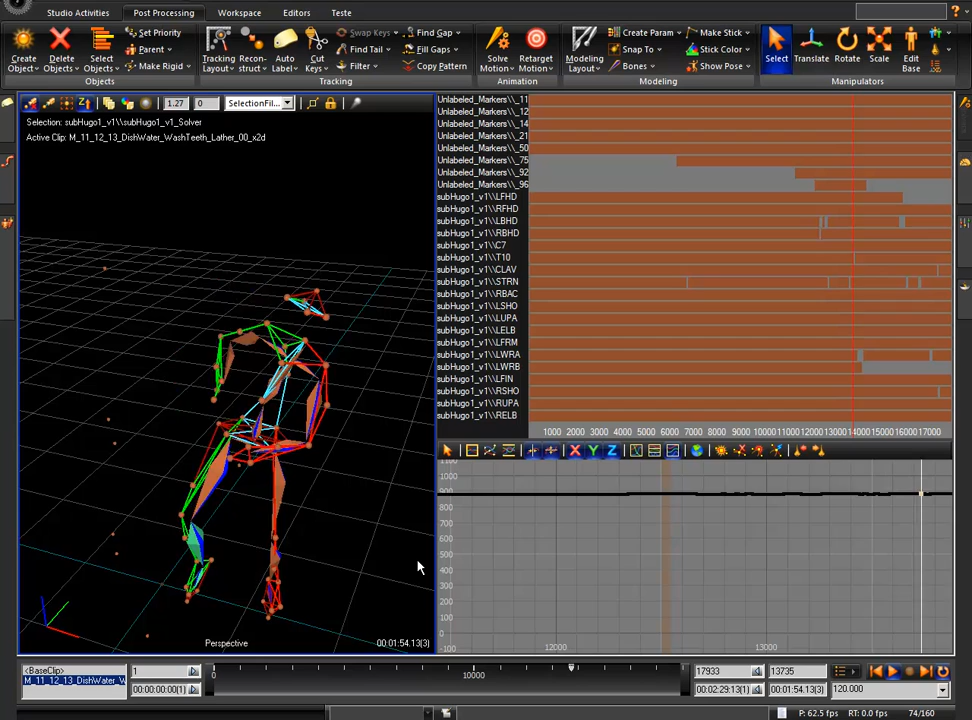 Studio Activities Post Processing Workspace Editors Teste
Create Object Delete Objects Select Objects Set Priority Parent Make Rigid Objects
Tracking Layout Recon- struct Auto Label Cut Keys Swap Keys Find Tail Filter Find Gap Fill Gaps Copy Pattern Tracking
Solve Motion Retarget Motion Animation
Modeling Layout Create Param Snap To Bones Make Stick Stick Color Show Pose Modeling
Select Translate Rotate Scale Edit Base Manipulators
1.27 0 SelectionFil...
Selection: subHugo1_v1\\subHugo1_v1_Solver
Active Clip: M_11_12_13_DishWater_WashTeeth_Lather_00_x2d
Unlabeled_Markers\\_11
Unlabeled_Markers\\_12
Unlabeled_Markers\\_14
Unlabeled_Markers\\_21
Unlabeled_Markers\\_50
Unlabeled_Markers\\_75
Unlabeled_Markers\\_92
Unlabeled_Markers\\_96
subHugo1_v1\\LFHD
subHugo1_v1\\RFHD
subHugo1_v1\\LBHD
subHugo1_v1\\RBHD
subHugo1_v1\\C7
subHugo1_v1\\T10
subHugo1_v1\\CLAV
subHugo1_v1\\STRN
subHugo1_v1\\RBAC
subHugo1_v1\\LSHO
subHugo1_v1\\LUPA
subHugo1_v1\\LELB
subHugo1_v1\\LFRM
subHugo1_v1\\LWRA
subHugo1_v1\\LWRB
subHugo1_v1\\LFIN
subHugo1_v1\\RSHO
subHugo1_v1\\RUPA
subHugo1_v1\\RELB
1000 2000 3000 4000 5000 6000 7000 8000 9000 10000 11000 12000 13000 14000 15000 16000 17000
X Y Z
1100
1000
900
800
700
600
500
400
300
200
100
0
-100
12000 13000
Perspective 00:01:54.13(3)
<BaseClip>
M_11_12_13_DishWater_W
1
00:00:00:00(1)
0 10000
17933 13735
00:02:29:13(1) 00:01:54.13(3)
120.000
P: 62.5 fps RT: 0.0 fps 74/160